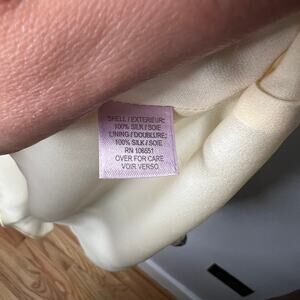 SHELL / EXTERIEUR:
100% SILK / SOIE
LINING / DOUBLURE:
100% SILK / SOIE
RN 106551
OVER FOR CARE
VOIR VERSO